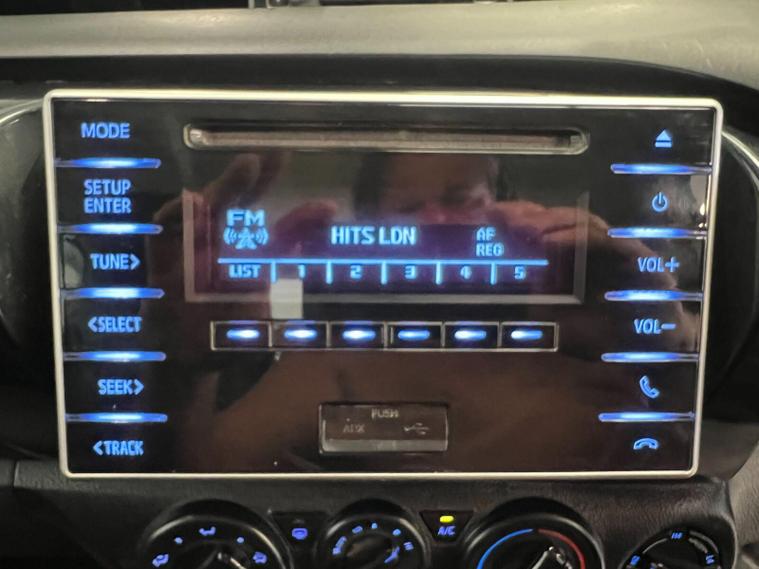 MODE
SETUP
ENTER
TUNE>
<SELECT
SEEK>
<TRACK
FM
HITS LDN
AF
REG
LIST 1 2 3 4 5
PUSH
AUX
VOL+
VOL-
A/C